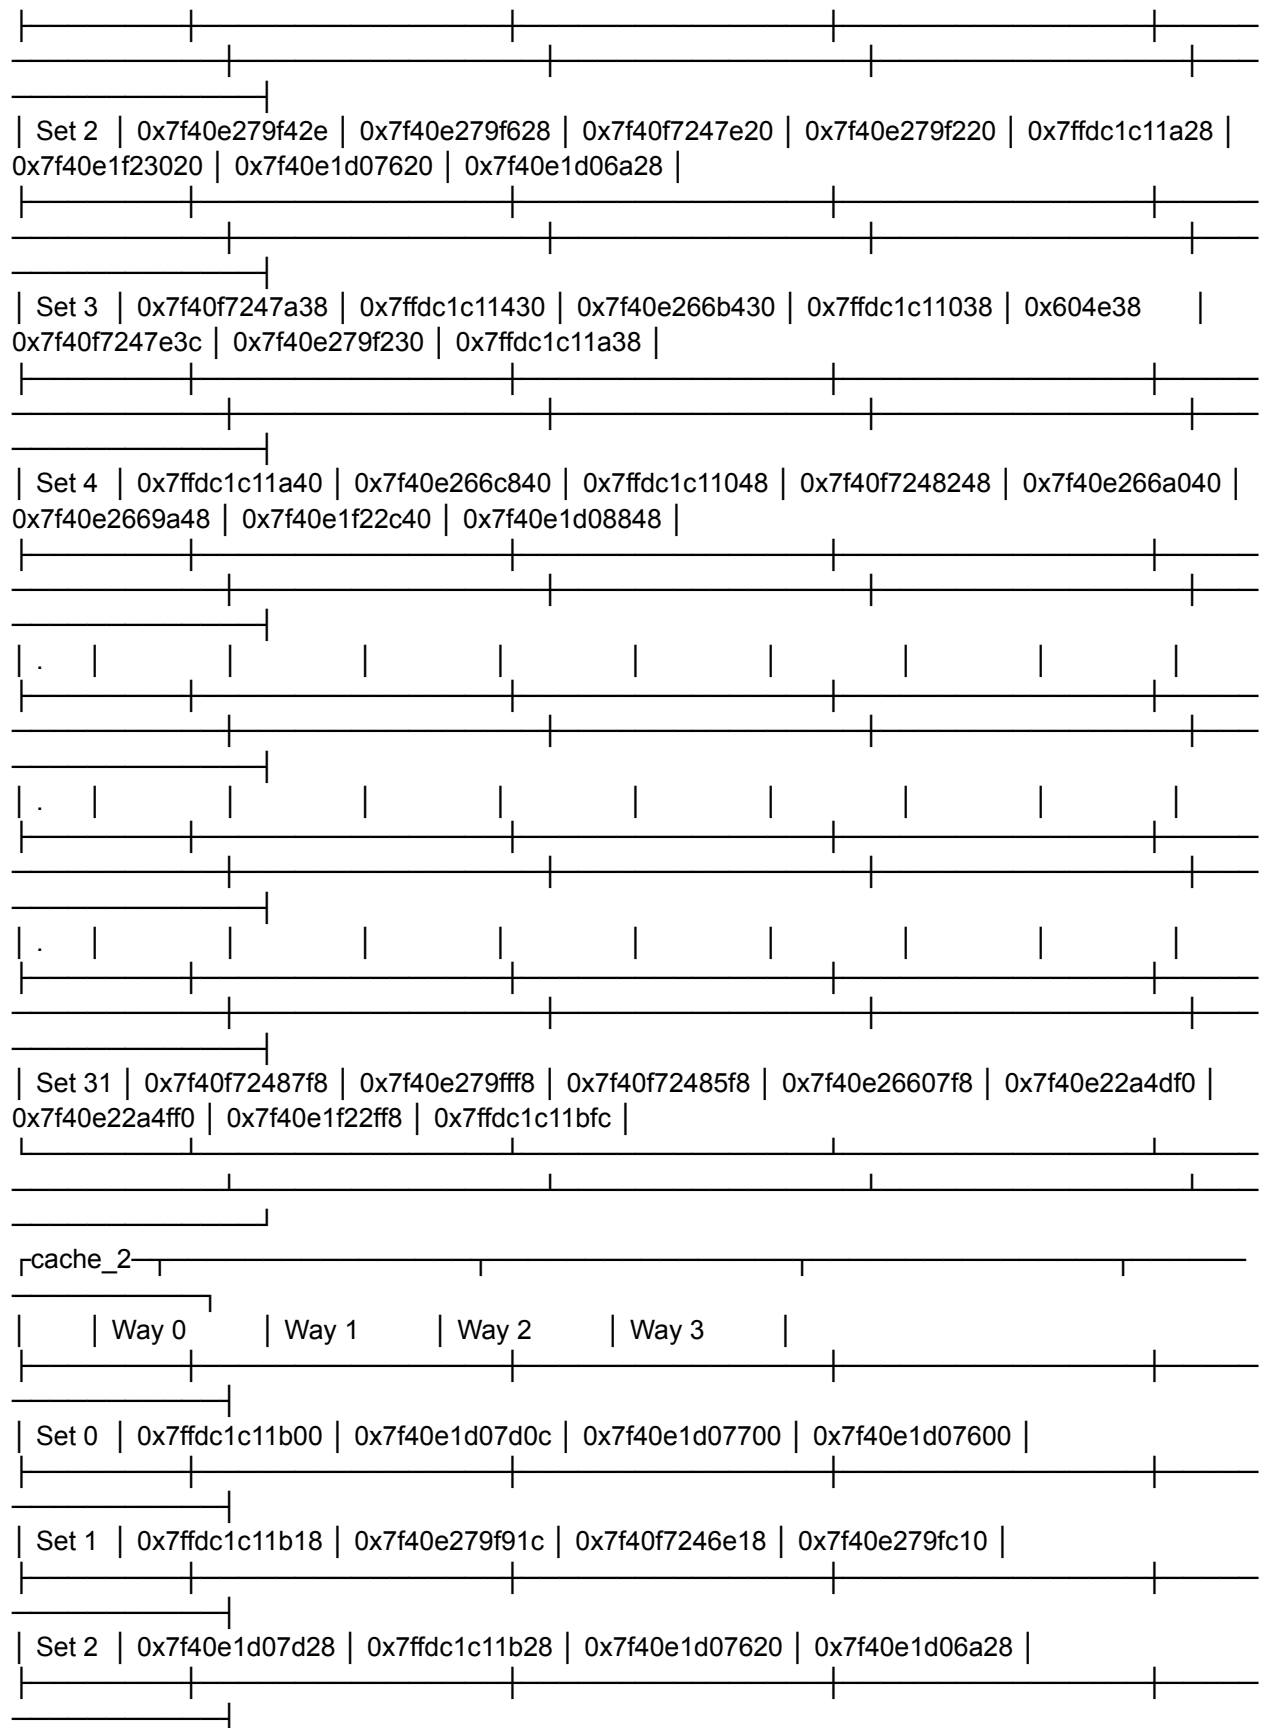 | Set 2 | 0x7f40e279f42e | 0x7f40e279f628 | 0x7f40f7247e20 | 0x7f40e279f220 | 0x7ffdc1c11a28 |
0x7f40e1f23020 | 0x7f40e1d07620 | 0x7f40e1d06a28 |
| Set 3 | 0x7f40f7247a38 | 0x7ffdc1c11430 | 0x7f40e266b430 | 0x7ffdc1c11038 | 0x604e38 |
0x7f40f7247e3c | 0x7f40e279f230 | 0x7ffdc1c11a38 |
| Set 4 | 0x7ffdc1c11a40 | 0x7f40e266c840 | 0x7ffdc1c11048 | 0x7f40f7248248 | 0x7f40e266a040 |
0x7f40e2669a48 | 0x7f40e1f22c40 | 0x7f40e1d08848 |
| . | | | | | | | | |
| . | | | | | | | | |
| . | | | | | | | | |
| Set 31 | 0x7f40f72487f8 | 0x7f40e279fff8 | 0x7f40f72485f8 | 0x7f40e26607f8 | 0x7f40e22a4df0 |
0x7f40e22a4ff0 | 0x7f40e1f22ff8 | 0x7ffdc1c11bfc |
cache_2
| | Way 0 | Way 1 | Way 2 | Way 3 |
| Set 0 | 0x7ffdc1c11b00 | 0x7f40e1d07d0c | 0x7f40e1d07700 | 0x7f40e1d07600 |
| Set 1 | 0x7ffdc1c11b18 | 0x7f40e279f91c | 0x7f40f7246e18 | 0x7f40e279fc10 |
| Set 2 | 0x7f40e1d07d28 | 0x7ffdc1c11b28 | 0x7f40e1d07620 | 0x7f40e1d06a28 |